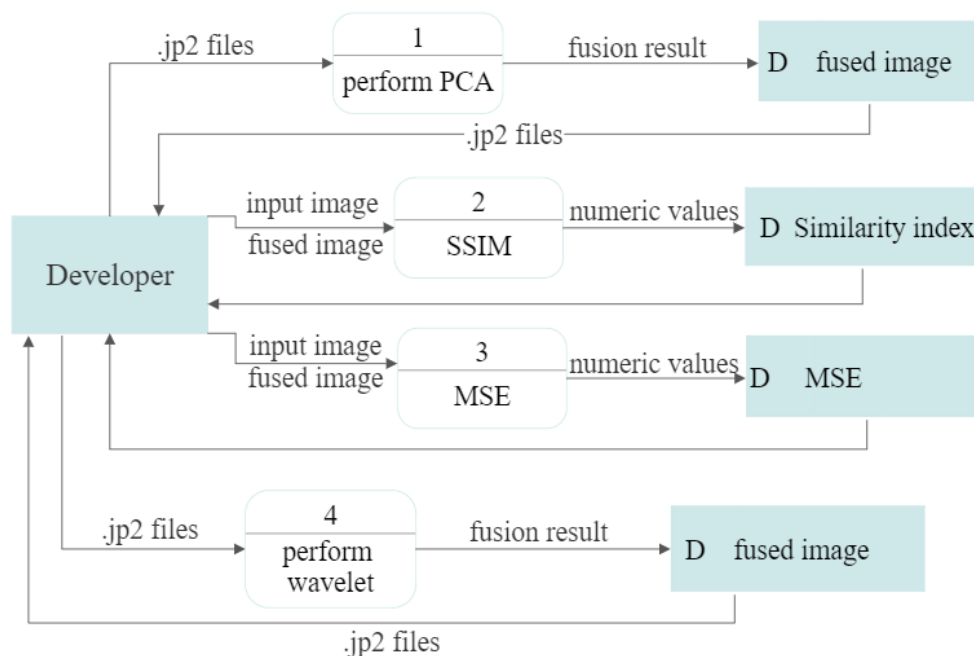 .jp2 files
1
perform PCA
fusion result
D fused image
.jp2 files
input image
fused image
2
SSIM
numeric values
D Similarity index
Developer
input image
fused image
3
MSE
numeric values
D MSE
.jp2 files
4
perform
wavelet
fusion result
D fused image
.jp2 files